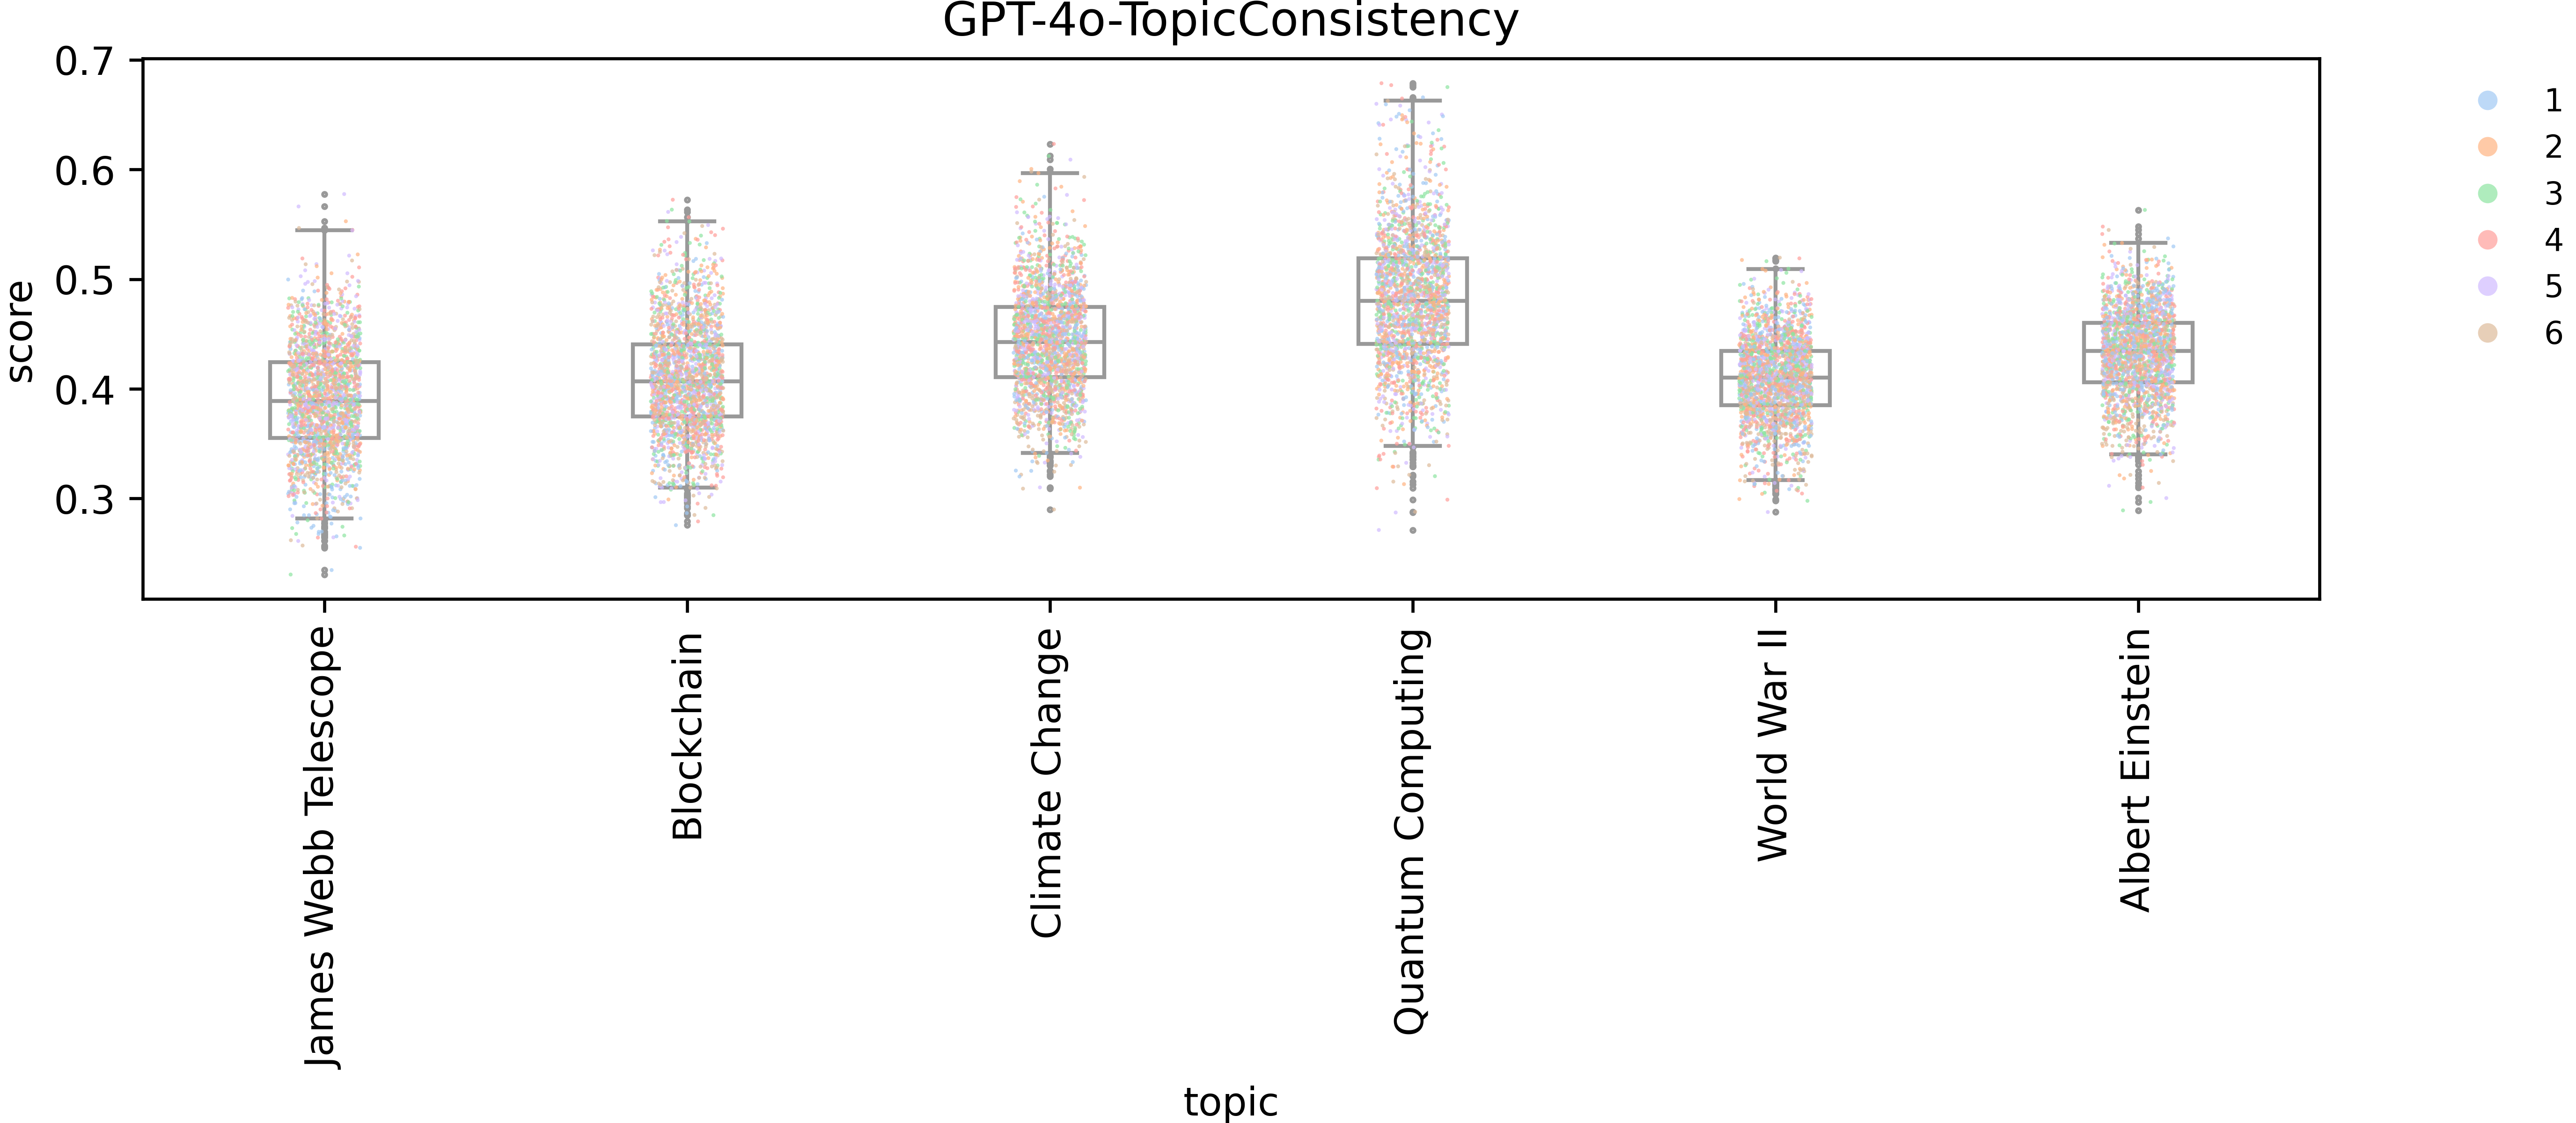 GPT-4o-TopicConsistency
0.7
0.6
0.5
0.4
0.3
score
1
2
3
4
5
6
James Webb Telescope
Blockchain
Climate Change
Quantum Computing
World War II
Albert Einstein
topic